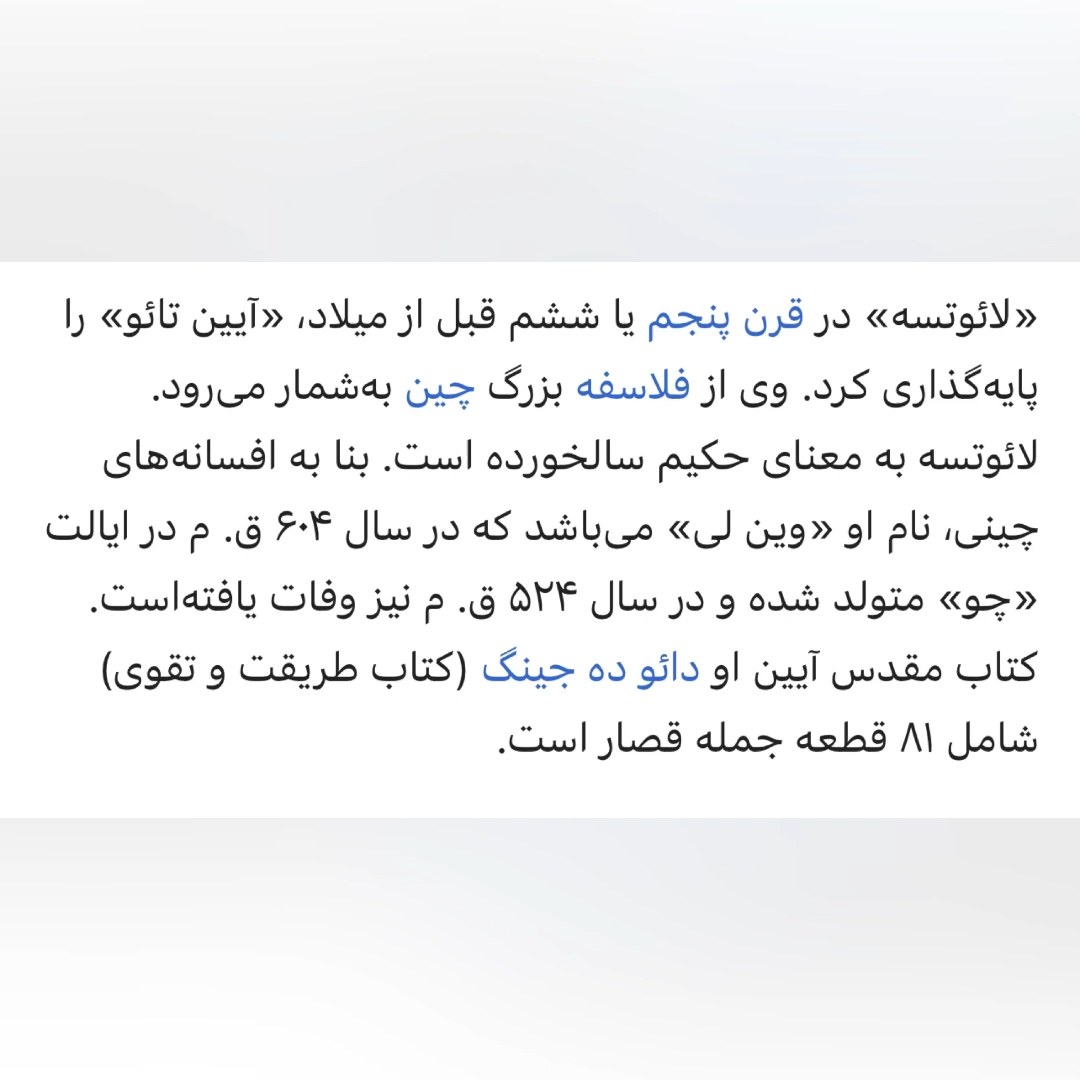 «لائوتسه» در قرن پنجم یا ششم قبل از میلاد، «آیین تائو» را
پایه‌گذاری کرد. وی از فلاسفه بزرگ چین به‌شمار می‌رود.
لائوتسه به معنای حکیم سالخورده است. بنا به افسانه‌های
چینی، نام او «وین لی» می‌باشد که در سال ۶۰۴ ق. م در ایالت
«چو» متولد شده و در سال ۵۲۴ ق. م نیز وفات یافته‌است.
کتاب مقدس آیین او دائو ده جینگ (کتاب طریقت و تقوی)
شامل ۸۱ قطعه جمله قصار است.